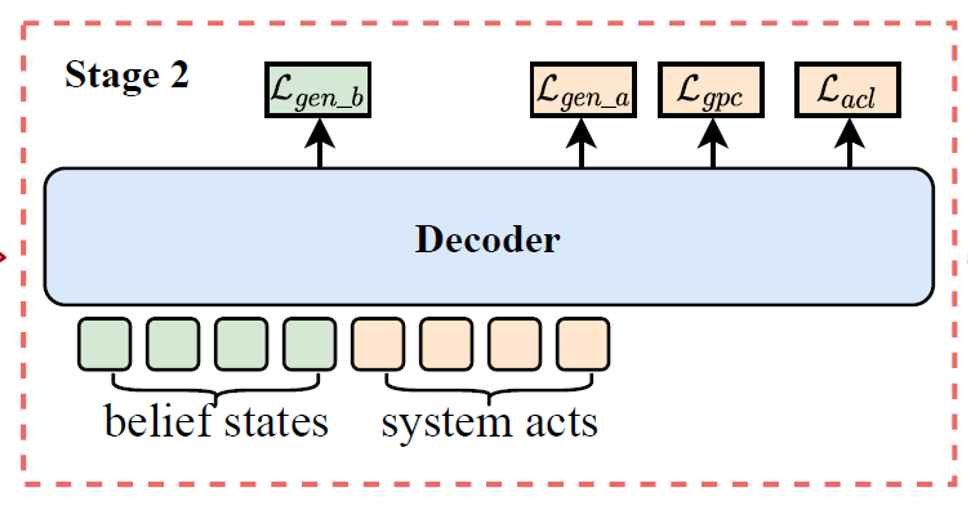 Stage 2
ℒgen_b
ℒgen_a
ℒgpc
ℒacl
Decoder
belief states
system acts